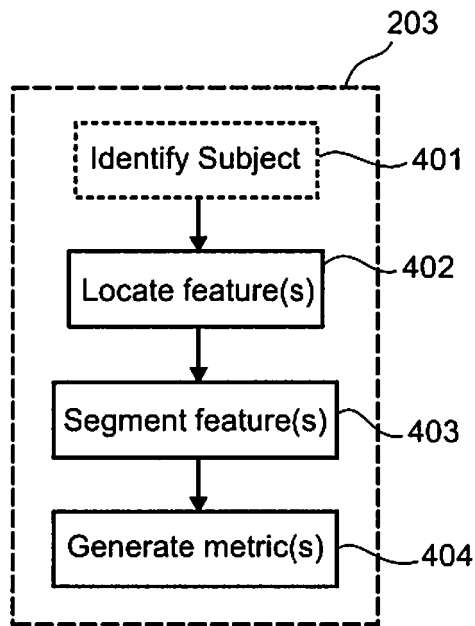 203
Identify Subject
401
Locate feature(s)
402
Segment feature(s)
403
Generate metric(s)
404